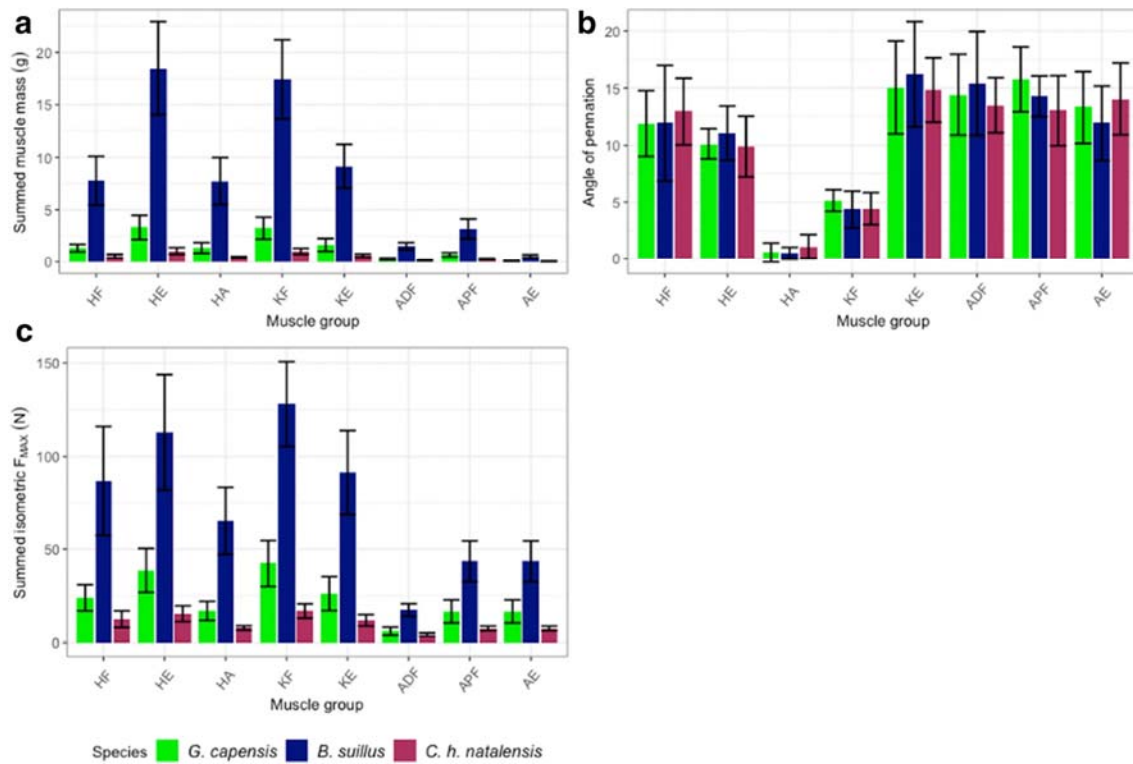 a
Summed muscle mass (g)
20
15
10
5
0
HF HE HA KF KE ADF APF AE
Muscle group
b
Angle of pennation
20
15
10
5
0
HF HE HA KF KE ADF APF AE
Muscle group
c
Summed isometric FMAX (N)
150
100
50
0
HF HE HA KF KE ADF APF AE
Muscle group
Species G. capensis B. suillus C. h. natalensis